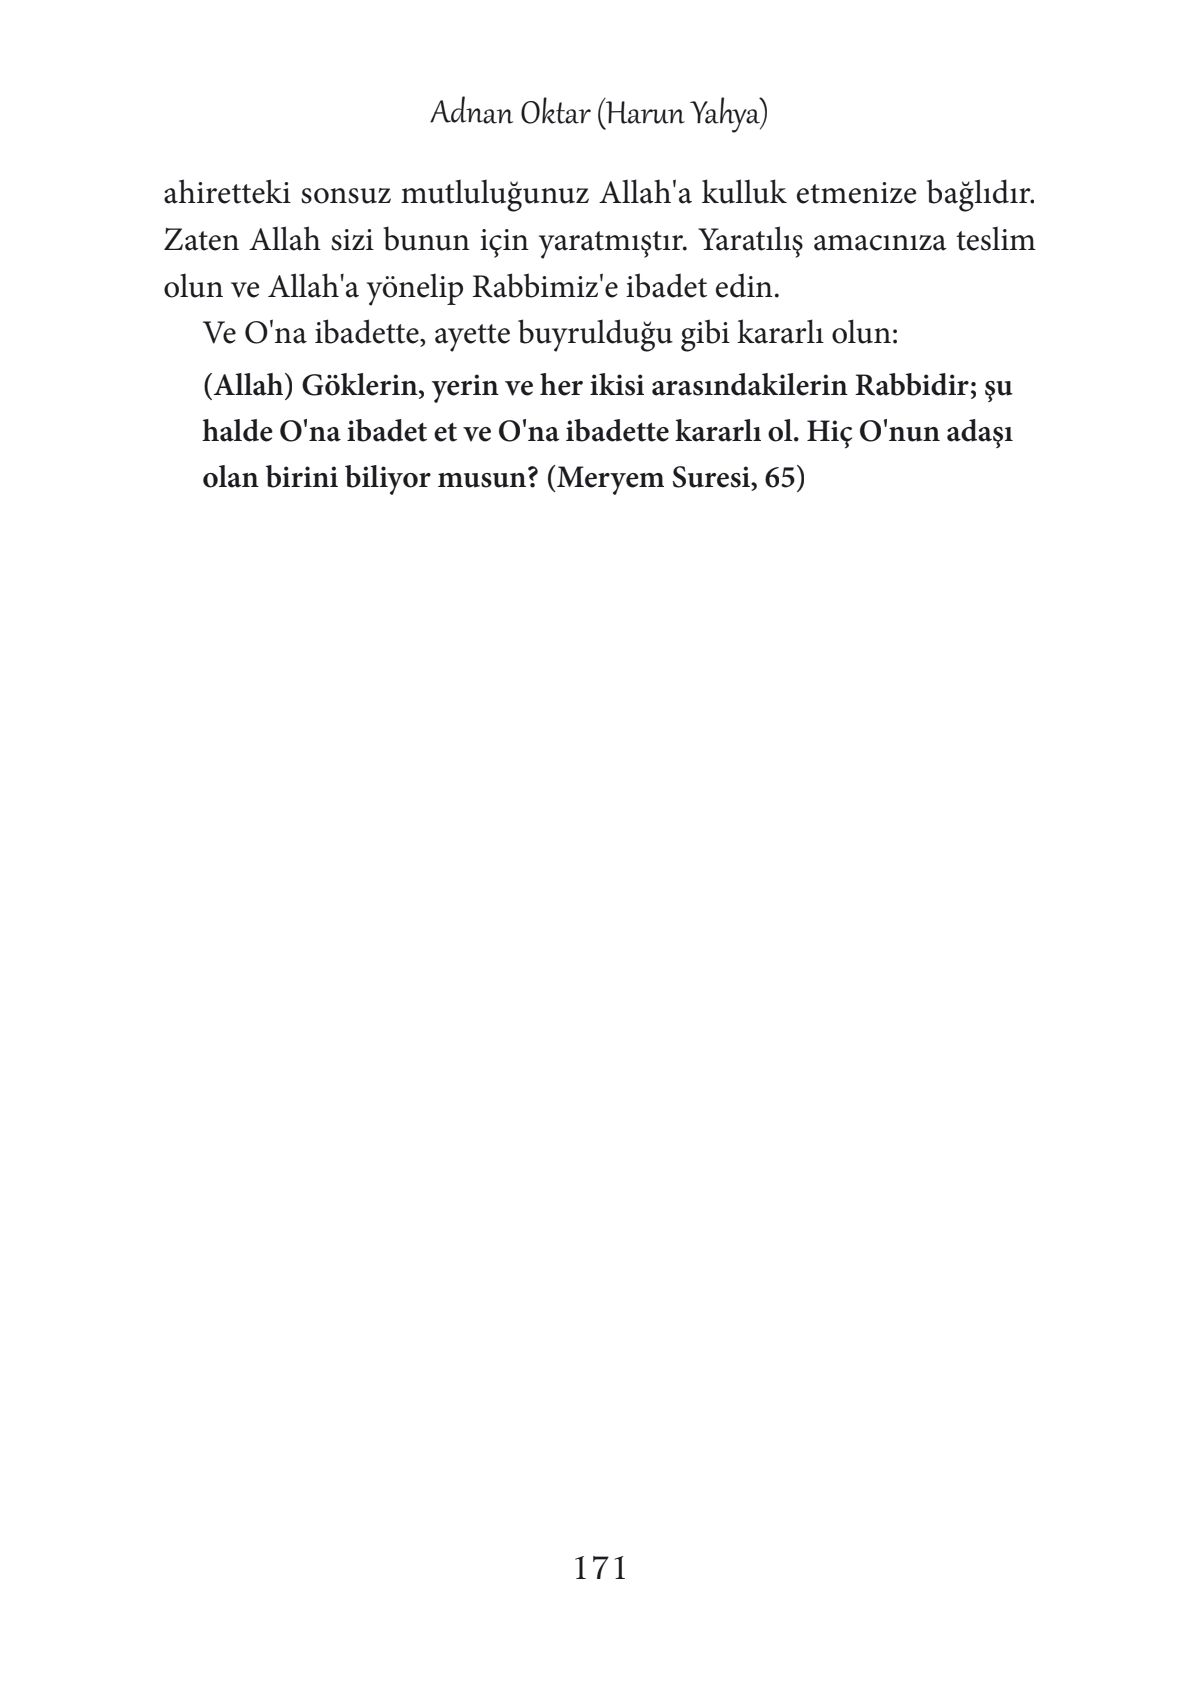 Adnan Oktar (Harun Yahya)
ahiretteki sonsuz mutluluğunuz Allah'a kulluk etmenize bağlıdır.
Zaten Allah sizi bunun için yaratmıştır. Yaratılış amacınıza teslim
olun ve Allah'a yönelip Rabbimiz'e ibadet edin.
Ve O'na ibadette, ayette buyrulduğu gibi kararlı olun:
(Allah) Göklerin, yerin ve her ikisi arasındakilerin Rabbidir; şu
halde O'na ibadet et ve O'na ibadette kararlı ol. Hiç O'nun adaşı
olan birini biliyor musun? (Meryem Suresi, 65)
171